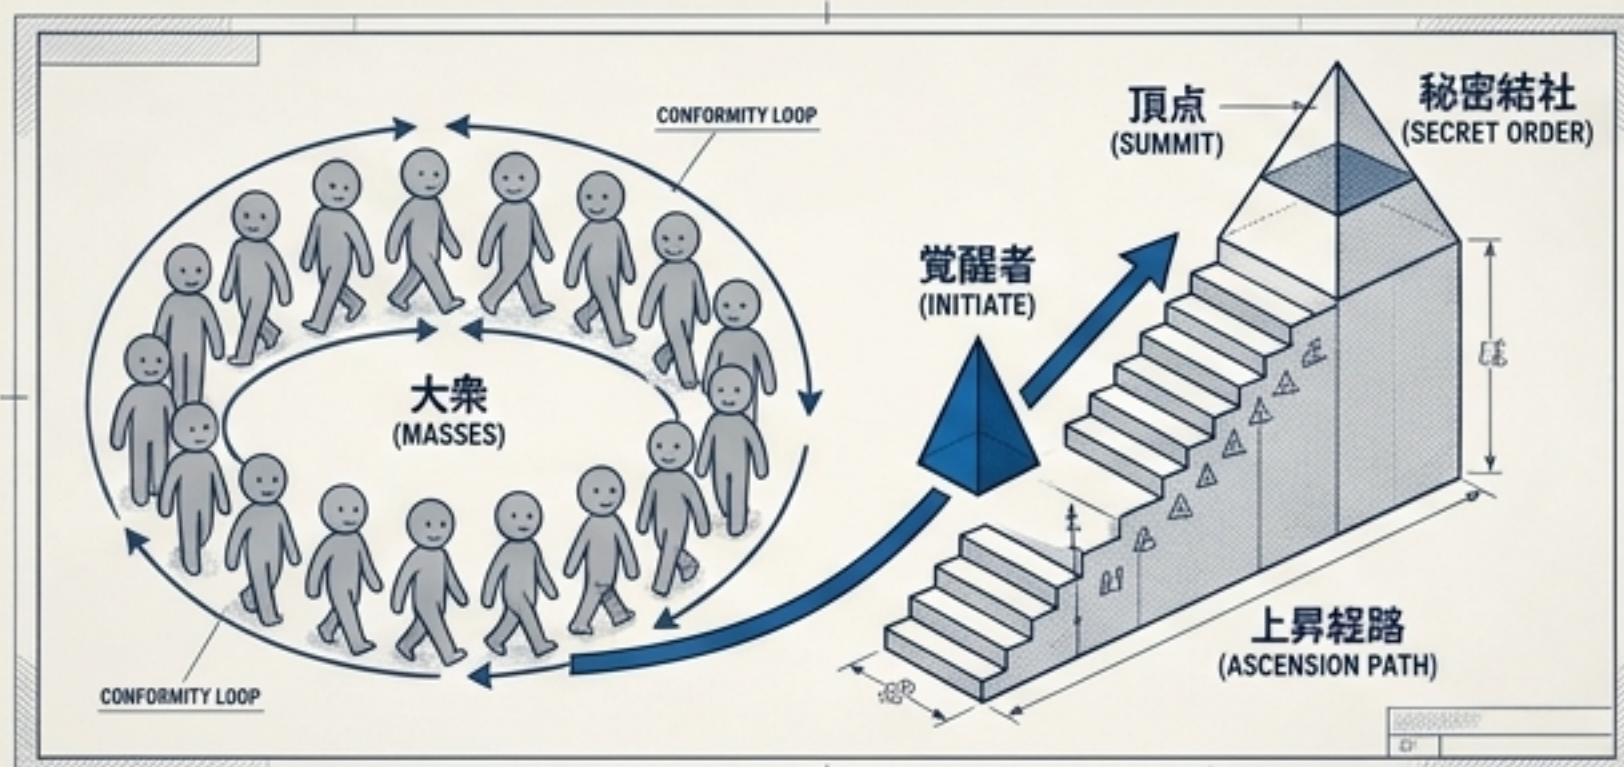 CONFORMITY LOOP
大衆
(MASSES)
CONFORMITY LOOP
覚醒者
(INITIATE)
頂点
(SUMMIT)
秘密結社
(SECRET ORDER)
上昇経路
(ASCENSION PATH)